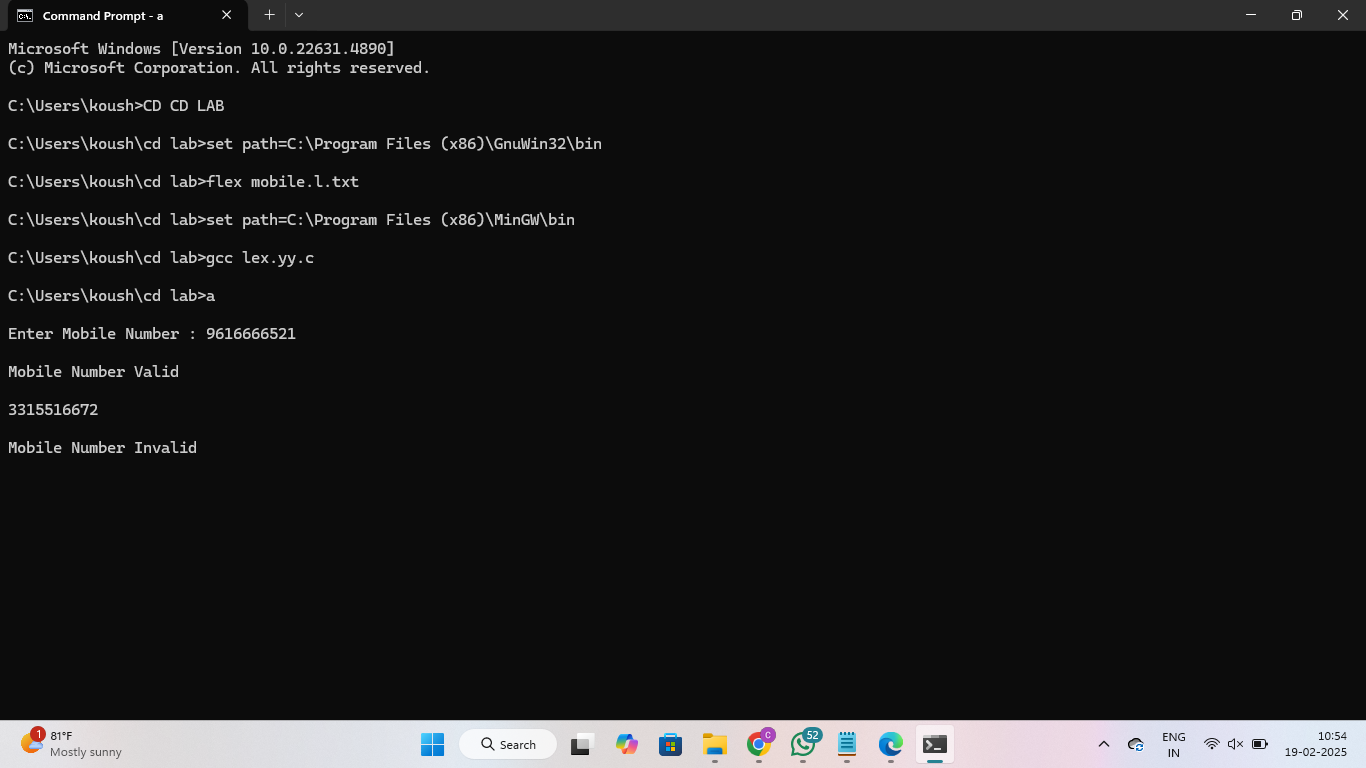 Command Prompt - a
Microsoft Windows [Version 10.0.22631.4890]
(c) Microsoft Corporation. All rights reserved.
C:\Users\koush>CD CD LAB
C:\Users\koush\cd lab>set path=C:\Program Files (x86)\GnuWin32\bin
C:\Users\koush\cd lab>flex mobile.l.txt
C:\Users\koush\cd lab>set path=C:\Program Files (x86)\MinGW\bin
C:\Users\koush\cd lab>gcc lex.yy.c
C:\Users\koush\cd lab>a
Enter Mobile Number : 9616666521
Mobile Number Valid
3315516672
Mobile Number Invalid
1
81°F
Mostly sunny
Search
C
52
ENG
IN
10:54
19-02-2025